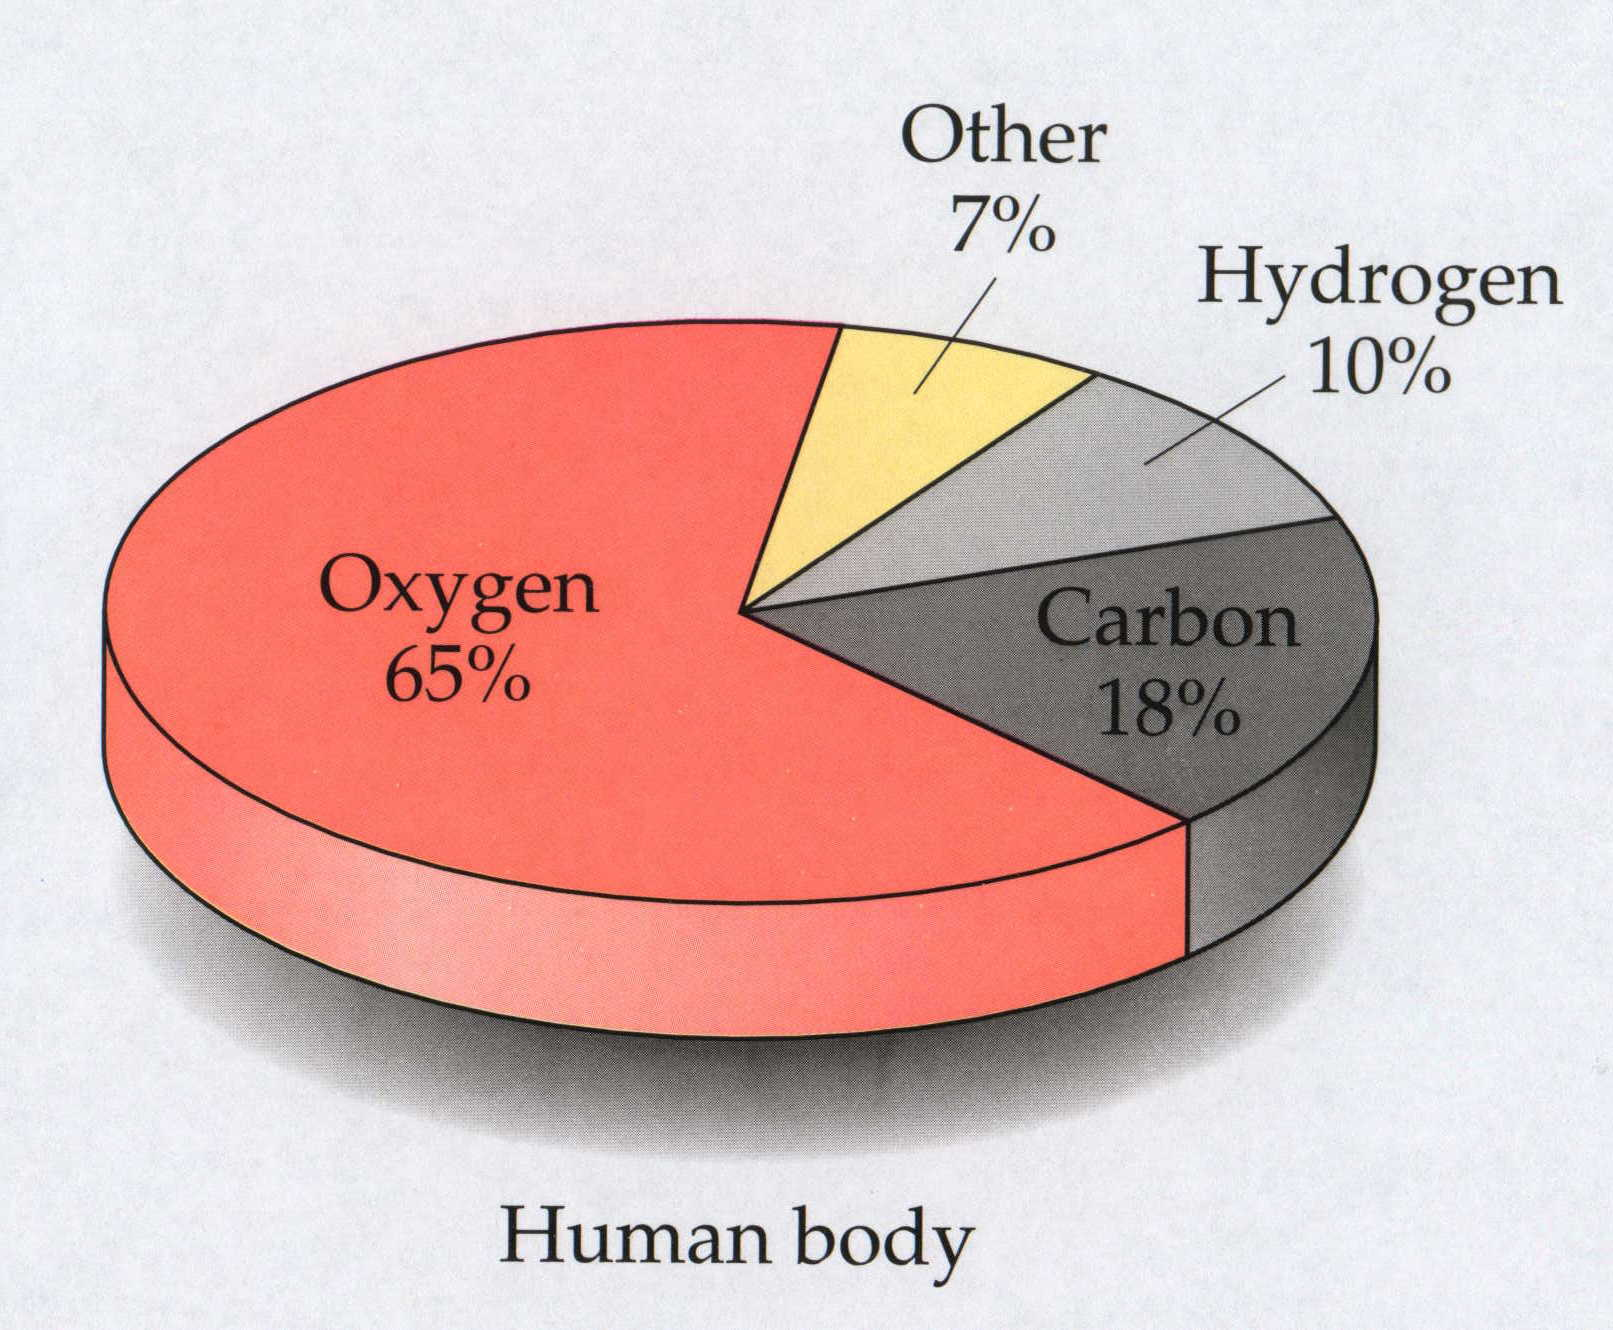 Other
7%
Hydrogen
10%
Oxygen
65%
Carbon
18%
Human body